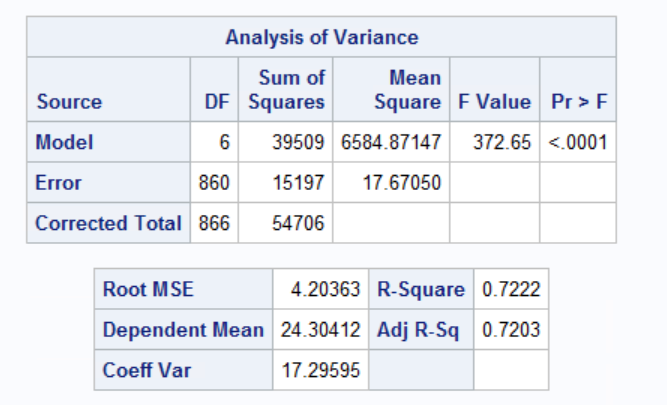 Analysis of Variance
Source DF Sum of Squares Mean Square F Value Pr > F
Model 6 39509 6584.87147 372.65 <.0001
Error 860 15197 17.67050
Corrected Total 866 54706
Root MSE 4.20363 R-Square 0.7222
Dependent Mean 24.30412 Adj R-Sq 0.7203
Coeff Var 17.29595